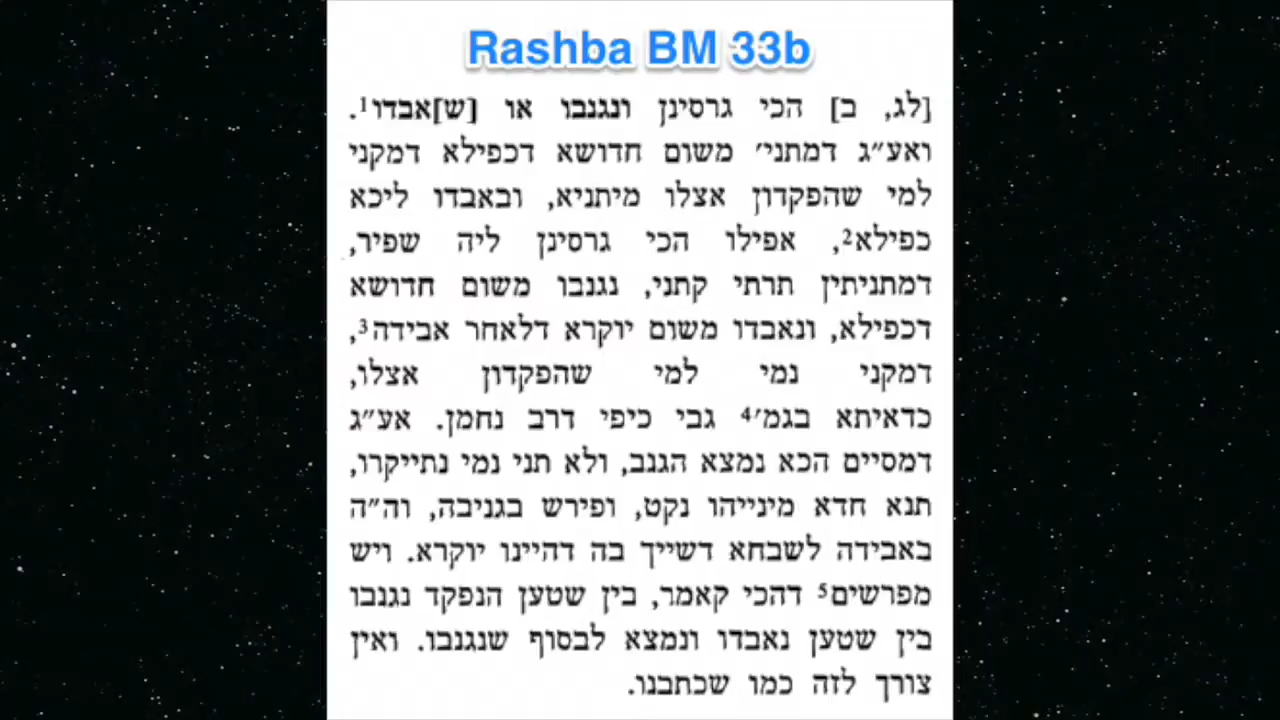 Rashba BM 33b
[לג, ב] הכי גרסינן ונגנבו או [ש]אבדו1.
ואע״ג דמתני׳ משום חדושא דכפילא דמקני
למי שהפקדון אצלו מיתניא, ובאבדו ליכא
כפילא2, אפילו הכי גרסינן ליה שפיר,
דמתניתין תרתי קתני, נגנבו משום חדושא
דכפילא, ונאבדו משום יוקרא דלאחר אבידה3,
דמקני נמי למי שהפקדון אצלו,
כדאיתא בגמ׳4 גבי כיפי דרב נחמן. אע״ג
דמסיים הכא נמצא הגנב, ולא תני נמי נתייקרו,
תנא חדא מינייהו נקט, ופירש בגניבה, וה״ה
באבידה לשבחא דשייך בה דהיינו יוקרא. ויש
מפרשים5 דהכי קאמר, בין שטען הנפקד נגנבו
בין שטען נאבדו ונמצא לבסוף שנגנבו. ואין
צורך לזה כמו שכתבנו.